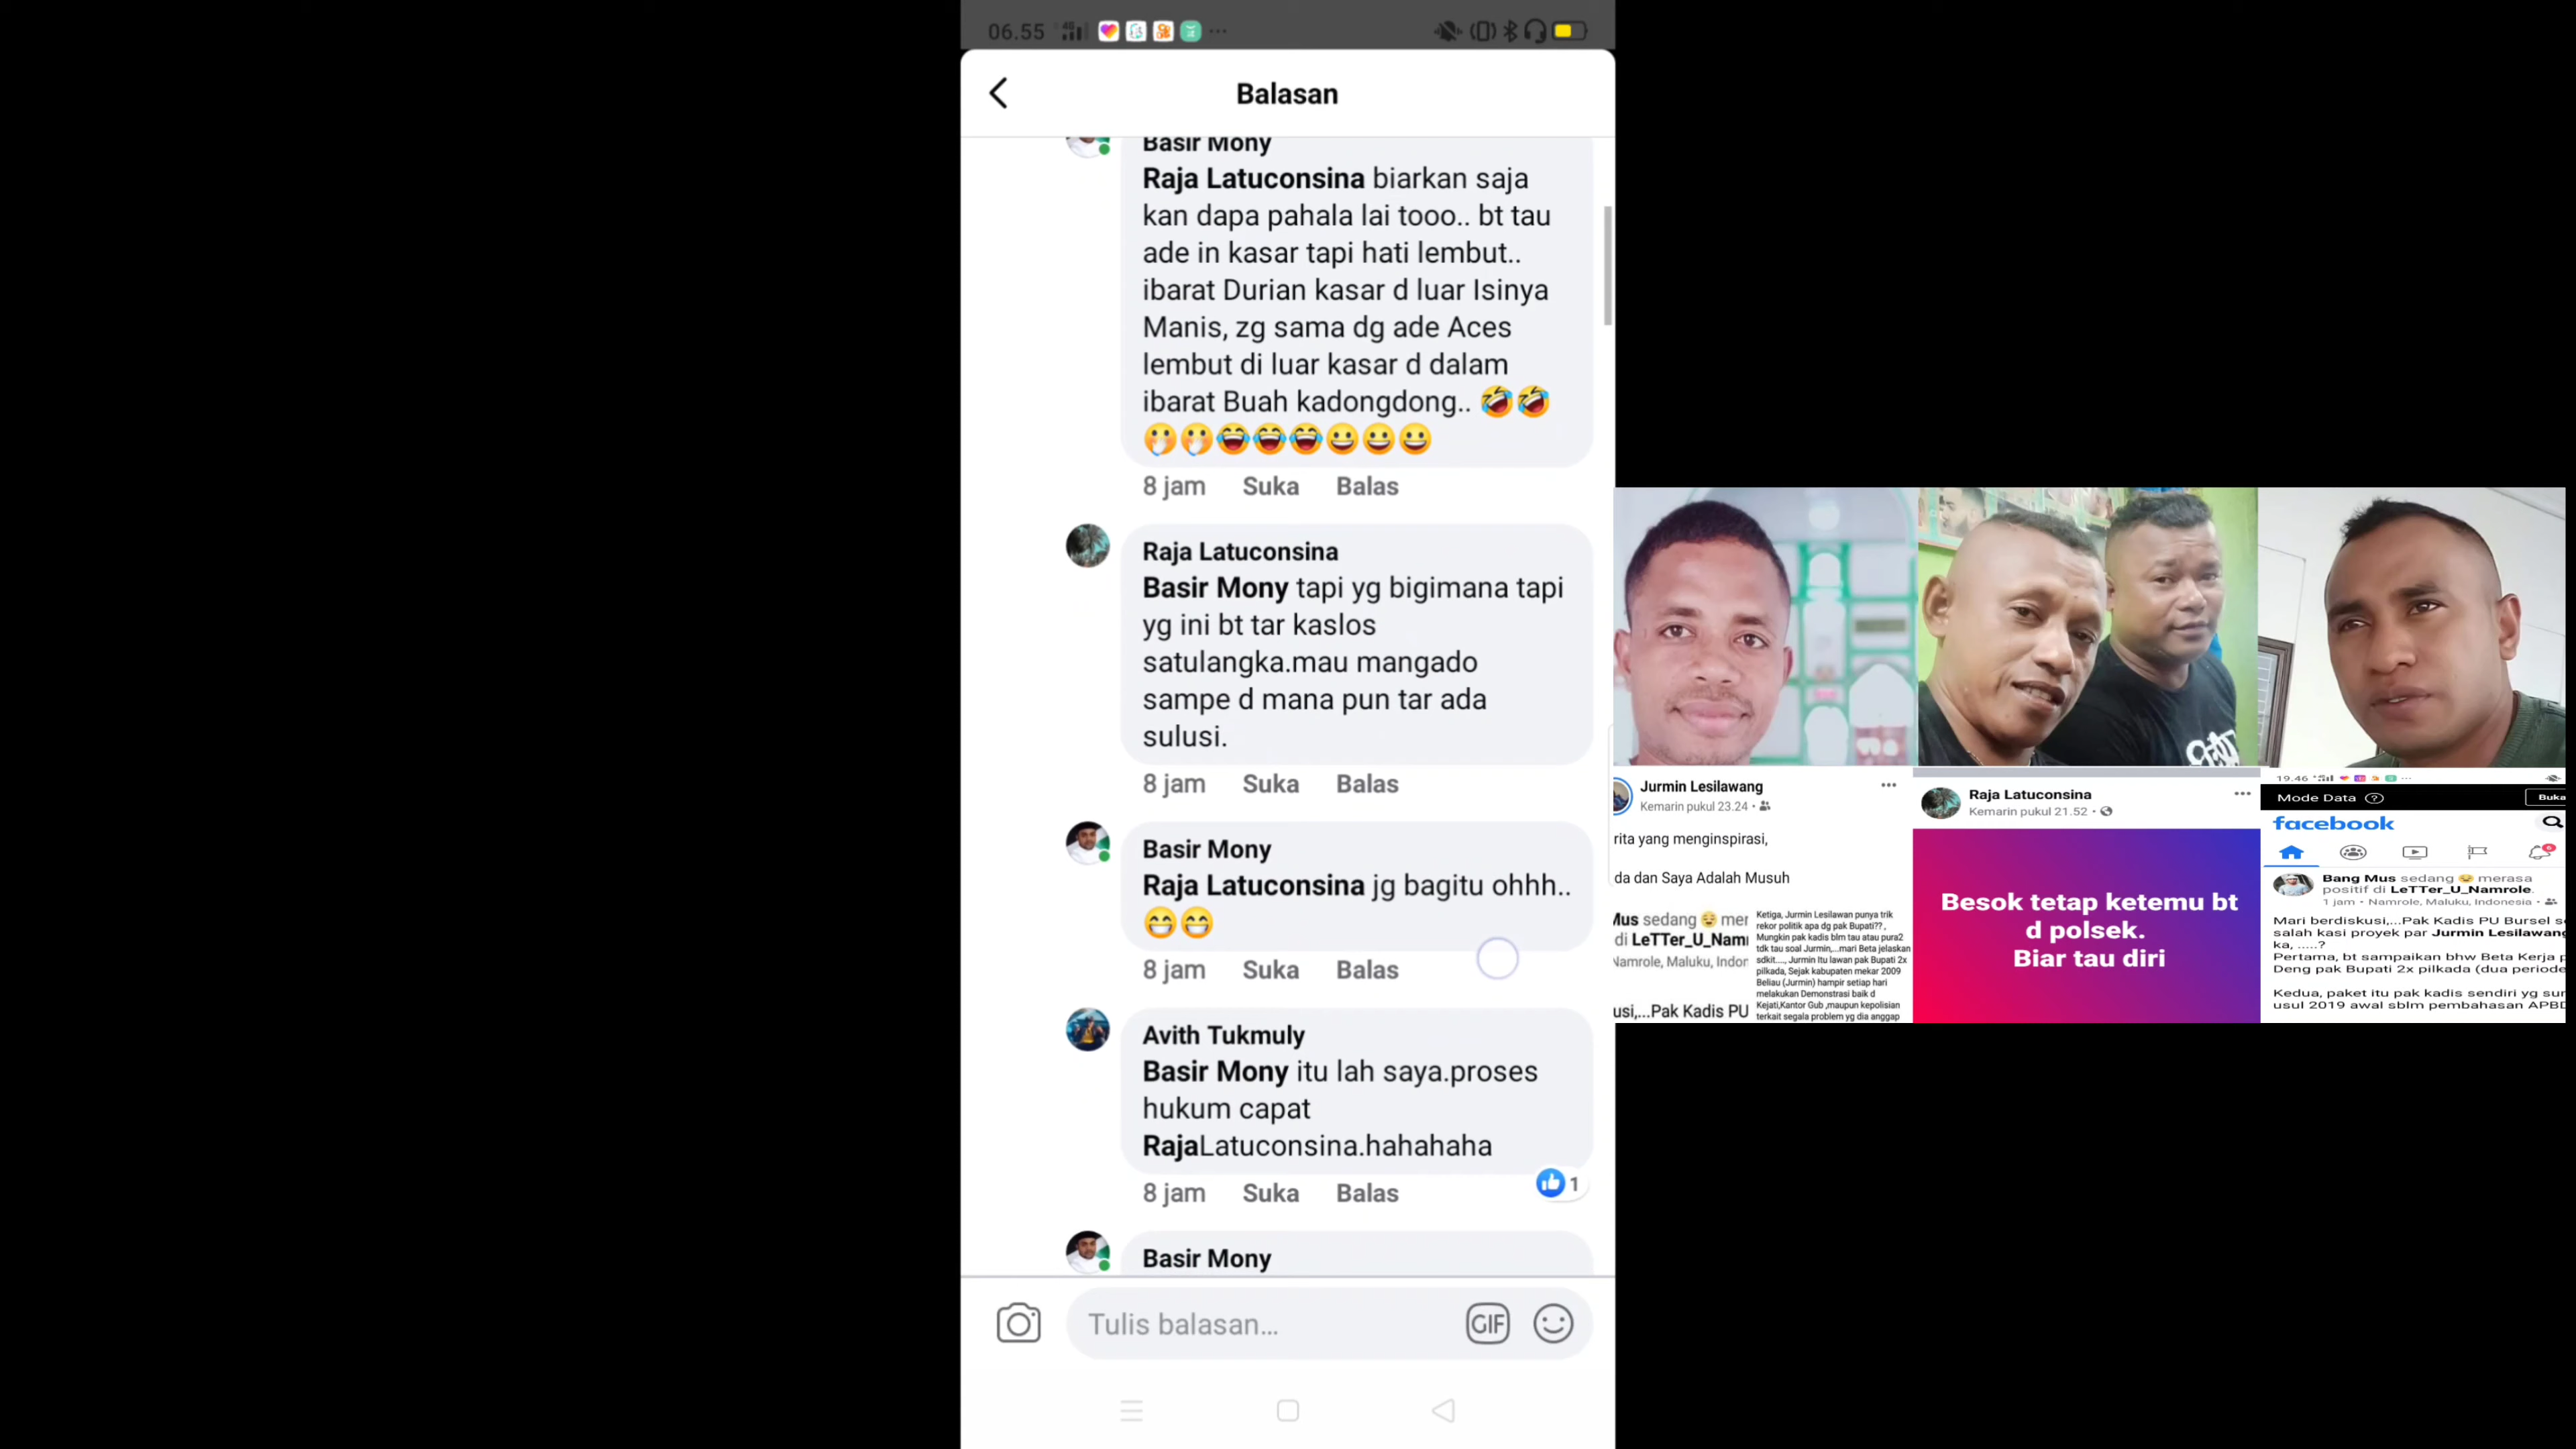 06.55
Balasan
Basir Mony
Raja Latuconsina biarkan saja
kan dapa pahala lai tooo.. bt tau
ade in kasar tapi hati lembut..
ibarat Durian kasar d luar Isinya
Manis, zg sama dg ade Aces
lembut di luar kasar d dalam
ibarat Buah kadongdong.. 🤣🤣
🤭🤭😂😂😂😀😀😀
8 jam Suka Balas
Raja Latuconsina
Basir Mony tapi yg bigimana tapi
yg ini bt tar kaslos
satulangka.mau mangado
sampe d mana pun tar ada
sulusi.
8 jam Suka Balas
Basir Mony
Raja Latuconsina jg bagitu ohhh..
😁😁
8 jam Suka Balas
Avith Tukmuly
Basir Mony itu lah saya.proses
hukum capat
RajaLatuconsina.hahahaha
8 jam Suka Balas 1
Basir Mony
Tulis balasan...
GIF
Jurmin Lesilawang
Kemarin pukul 23.24
rita yang menginspirasi,
da dan Saya Adalah Musuh
Mus sedang 😌 mer
di LeTTer_U_Nam
Namrole, Maluku, Indon
usi,...Pak Kadis PU
Ketiga, Jurmin Lesilawan punya trik
rekor politik apa dg pak Bupati?? ,
Mungkin pak kadis blm tau atau pura2
tdk tau soal Jurmin,...mari Beta jelaskan
sdkit...., Jurmin Itu lawan pak Bupati 2x
pilkada, Sejak kabupaten mekar 2009
Beliau (Jurmin) hampir setiap hari
melakukan Demonstrasi baik d
Kejati,Kantor Gub ,maupun kepolisian
terkait segala problem yg dia anggap
Raja Latuconsina
Kemarin pukul 21.52
Besok tetap ketemu bt
d polsek.
Biar tau diri
19.46
Mode Data ? Buka
facebook
6
Bang Mus sedang 😌 merasa
positif di LeTTer_U_Namrole.
1 jam • Namrole, Maluku, Indonesia
Mari berdiskusi,...Pak Kadis PU Bursel s
salah kasi proyek par Jurmin Lesilawang
ka, .....?
Pertama, bt sampaikan bhw Beta Kerja p
Deng pak Bupati 2x pilkada (dua periode
Kedua, paket itu pak kadis sendiri yg sur
usul 2019 awal sblm pembahasan APBD